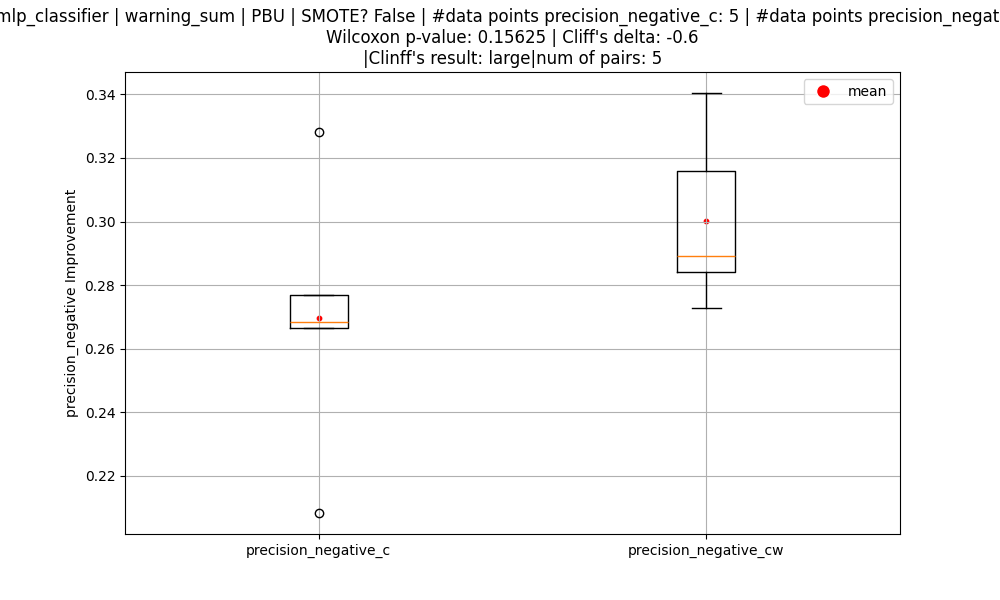 mlp_classifier | warning_sum | PBU | SMOTE? False | #data points precision_negative_c: 5 | #data points precision_negat
Wilcoxon p-value: 0.15625 | Cliff's delta: -0.6
|Clinff's result: large|num of pairs: 5
mean
0.34
0.32
0.30
0.28
0.26
0.24
0.22
precision_negative Improvement
precision_negative_c
precision_negative_cw